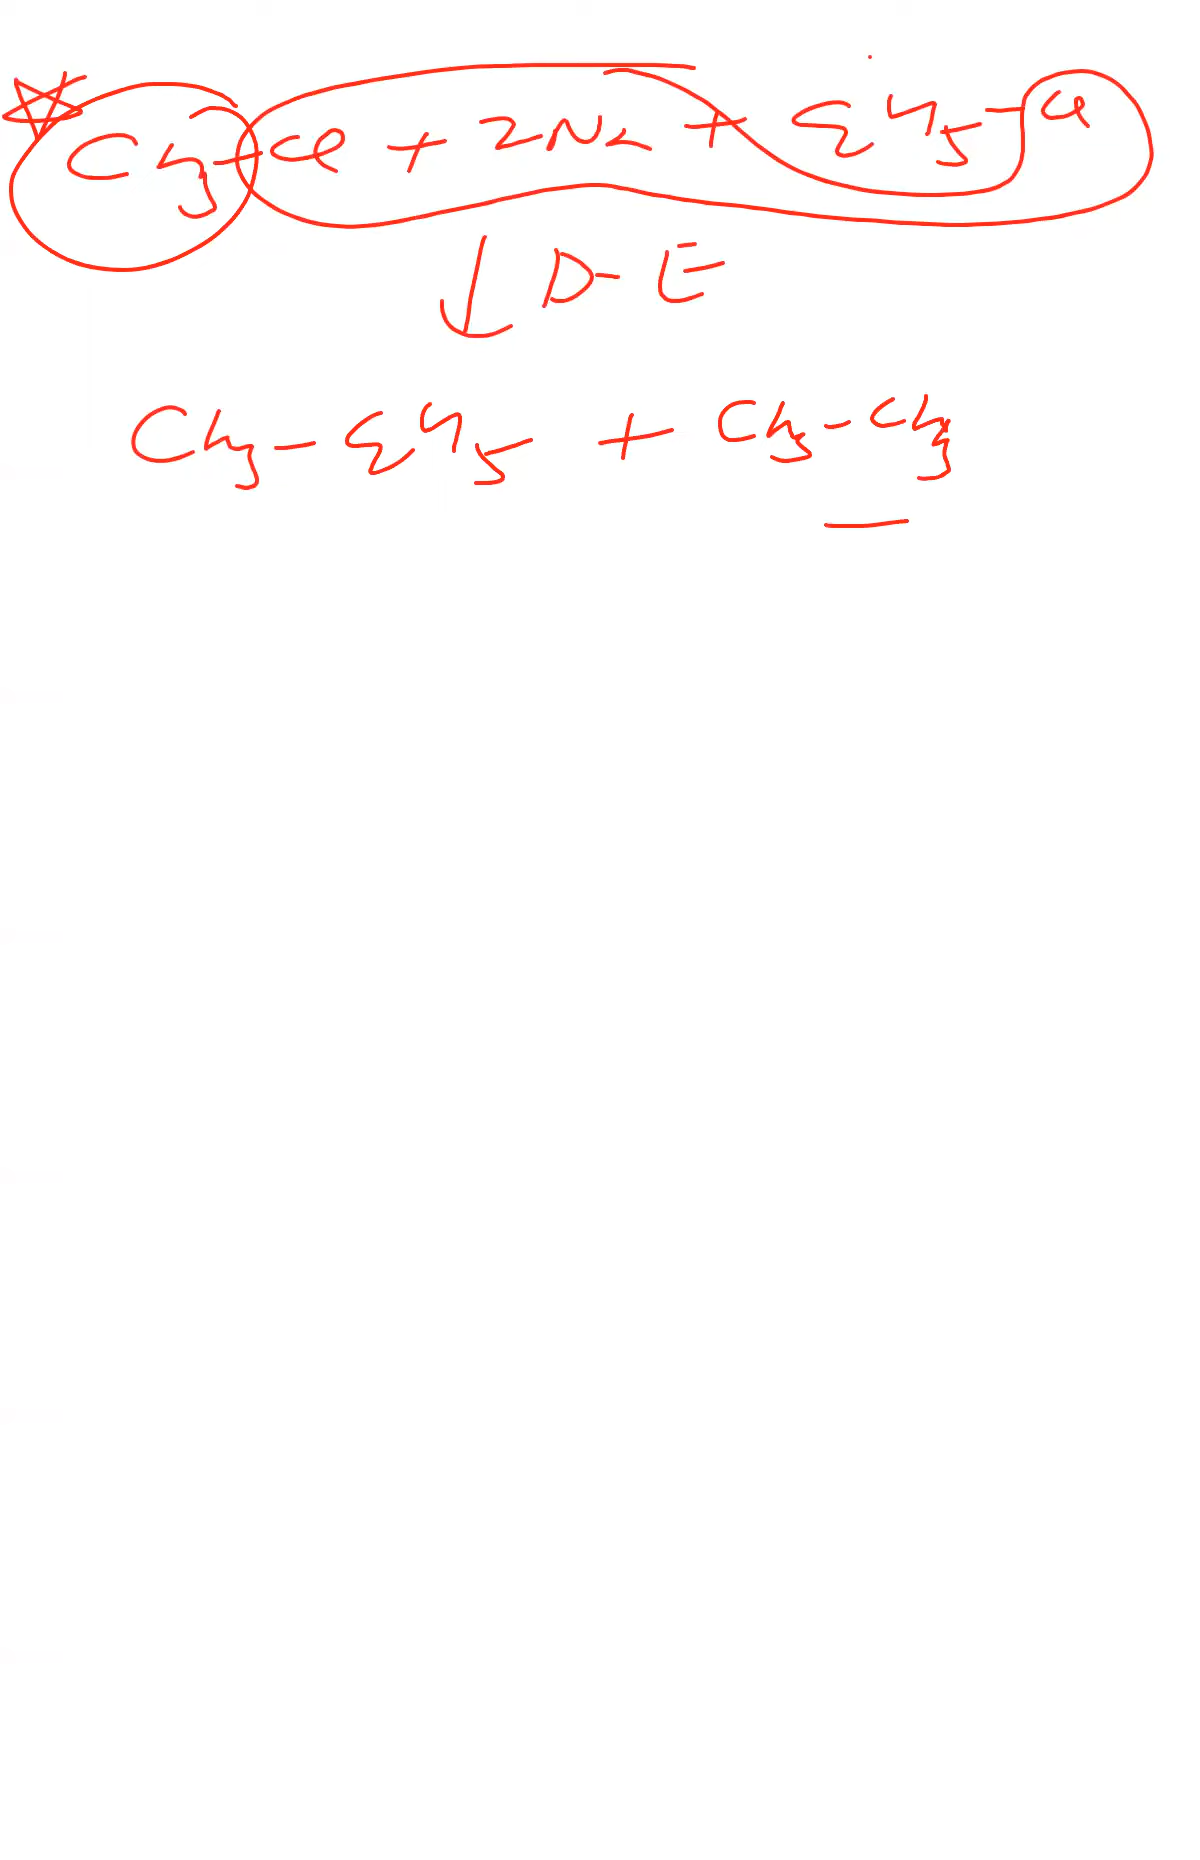 CH₃-Cl + 2Na + C₂H₅-Cl
↓ D-E
CH₃-C₂H₅ + CH₃-CH₃